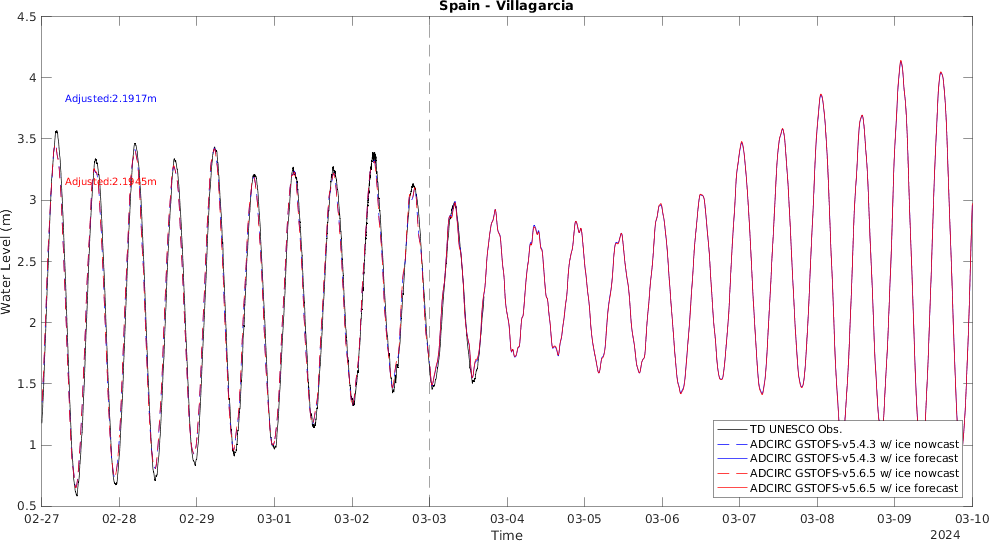 Spain - Villagarcia
4.5
4
3.5
3
2.5
2
1.5
1
0.5
Water Level (m)
Adjusted:2.1917m
Adjusted:2.1945m
TD UNESCO Obs.
ADCIRC GSTOFS-v5.4.3 w/ ice nowcast
ADCIRC GSTOFS-v5.4.3 w/ ice forecast
ADCIRC GSTOFS-v5.6.5 w/ ice nowcast
ADCIRC GSTOFS-v5.6.5 w/ ice forecast
02-27 02-28 02-29 03-01 03-02 03-03 03-04 03-05 03-06 03-07 03-08 03-09 03-10
Time
2024